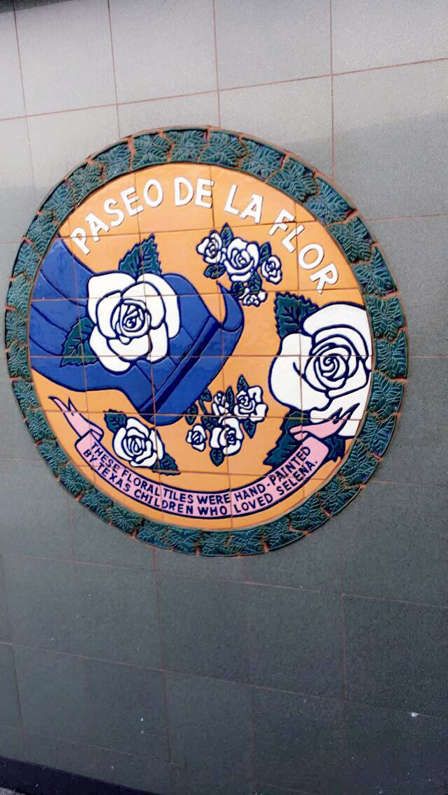 PASEO DE LA FLOR
THESE FLORAL TILES WERE HAND-PAINTED
BY TEXAS CHILDREN WHO LOVED SELENA.